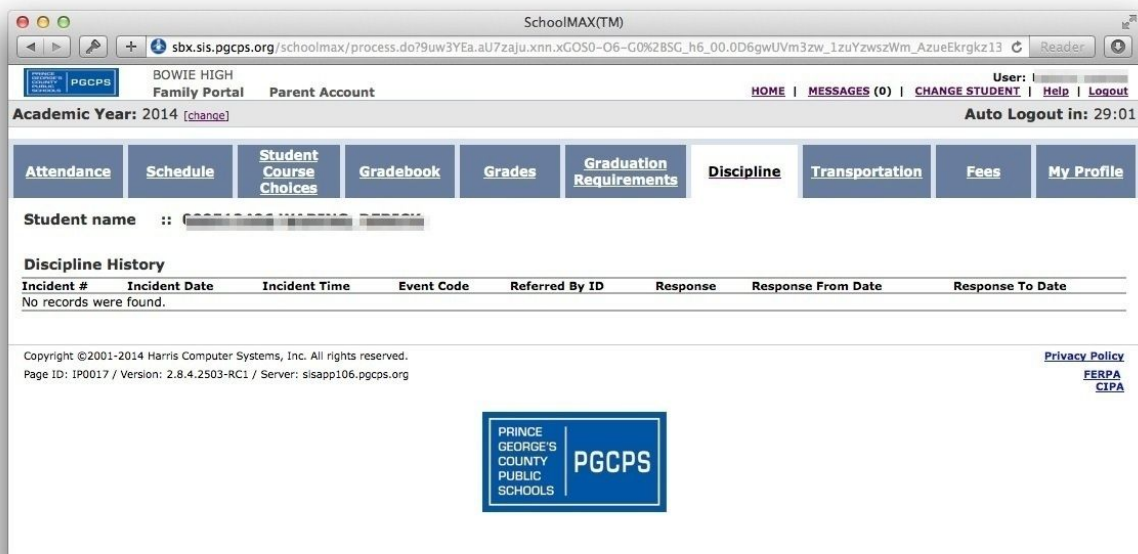 SchoolMAX(TM)
sbx.sis.pgcps.org/schoolmax/process.do?9uw3YEa.aU7zaju.xnn.xGOS0-O6-G0%2BSG_h6_00.0D6gwUVm3zw_1zuYzwszWm_AzueEkrgkz13 Reader
PRINCE GEORGE'S COUNTY PUBLIC SCHOOLS PGCPS
BOWIE HIGH User:
Family Portal Parent Account HOME | MESSAGES (0) | CHANGE STUDENT | Help | Logout
Academic Year: 2014 [change] Auto Logout in: 29:01
Attendance Schedule Student Course Choices Gradebook Grades Graduation Requirements Discipline Transportation Fees My Profile
Student name ::
Discipline History
Incident # Incident Date Incident Time Event Code Referred By ID Response Response From Date Response To Date
No records were found.
Copyright ©2001-2014 Harris Computer Systems, Inc. All rights reserved. Privacy Policy
Page ID: IP0017 / Version: 2.8.4.2503-RC1 / Server: sisapp106.pgcps.org FERPA
CIPA
PRINCE
GEORGE'S
COUNTY
PUBLIC
SCHOOLS
PGCPS